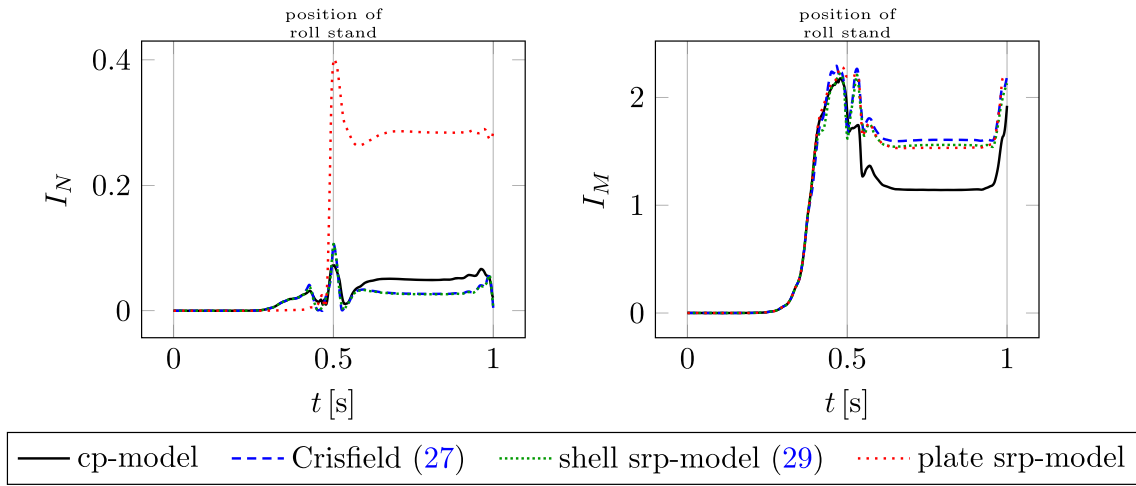 position of
roll stand
0.4
0.2
0
I_N
0
0.5
1
t [s]
position of
roll stand
2
1
0
I_M
0
0.5
1
t [s]
cp-model
Crisfield (27)
shell srp-model (29)
plate srp-model